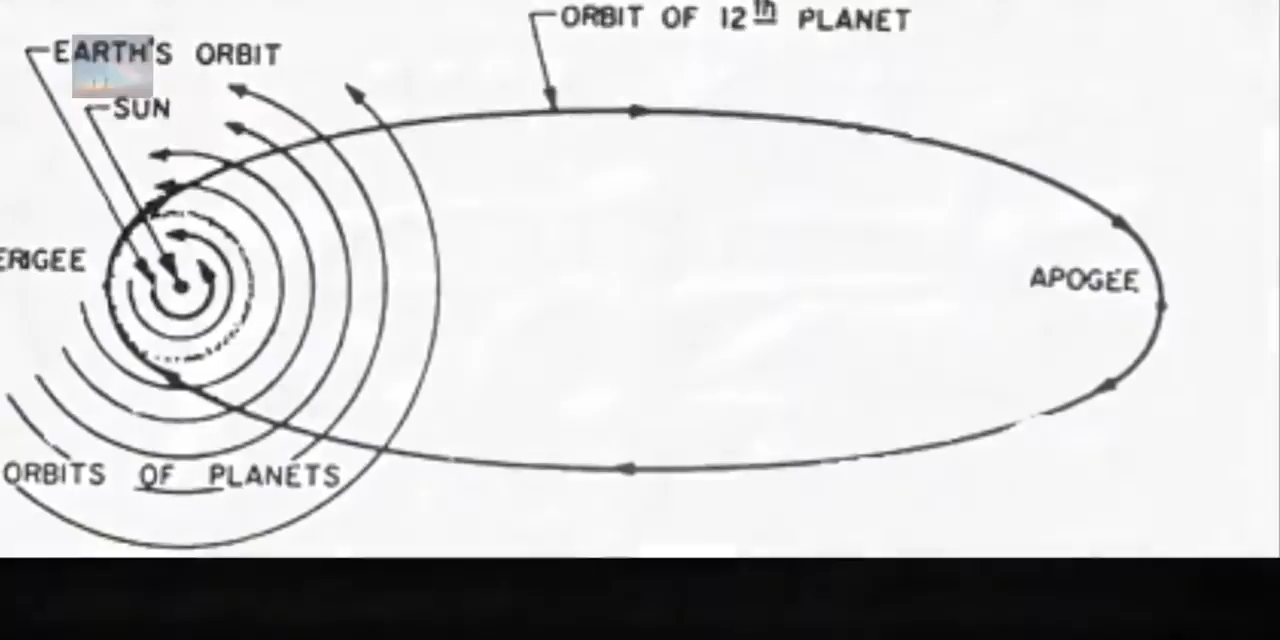 ORBIT OF 12th PLANET
EARTH'S ORBIT
SUN
ERIGEE
APOGEE
ORBITS OF PLANETS